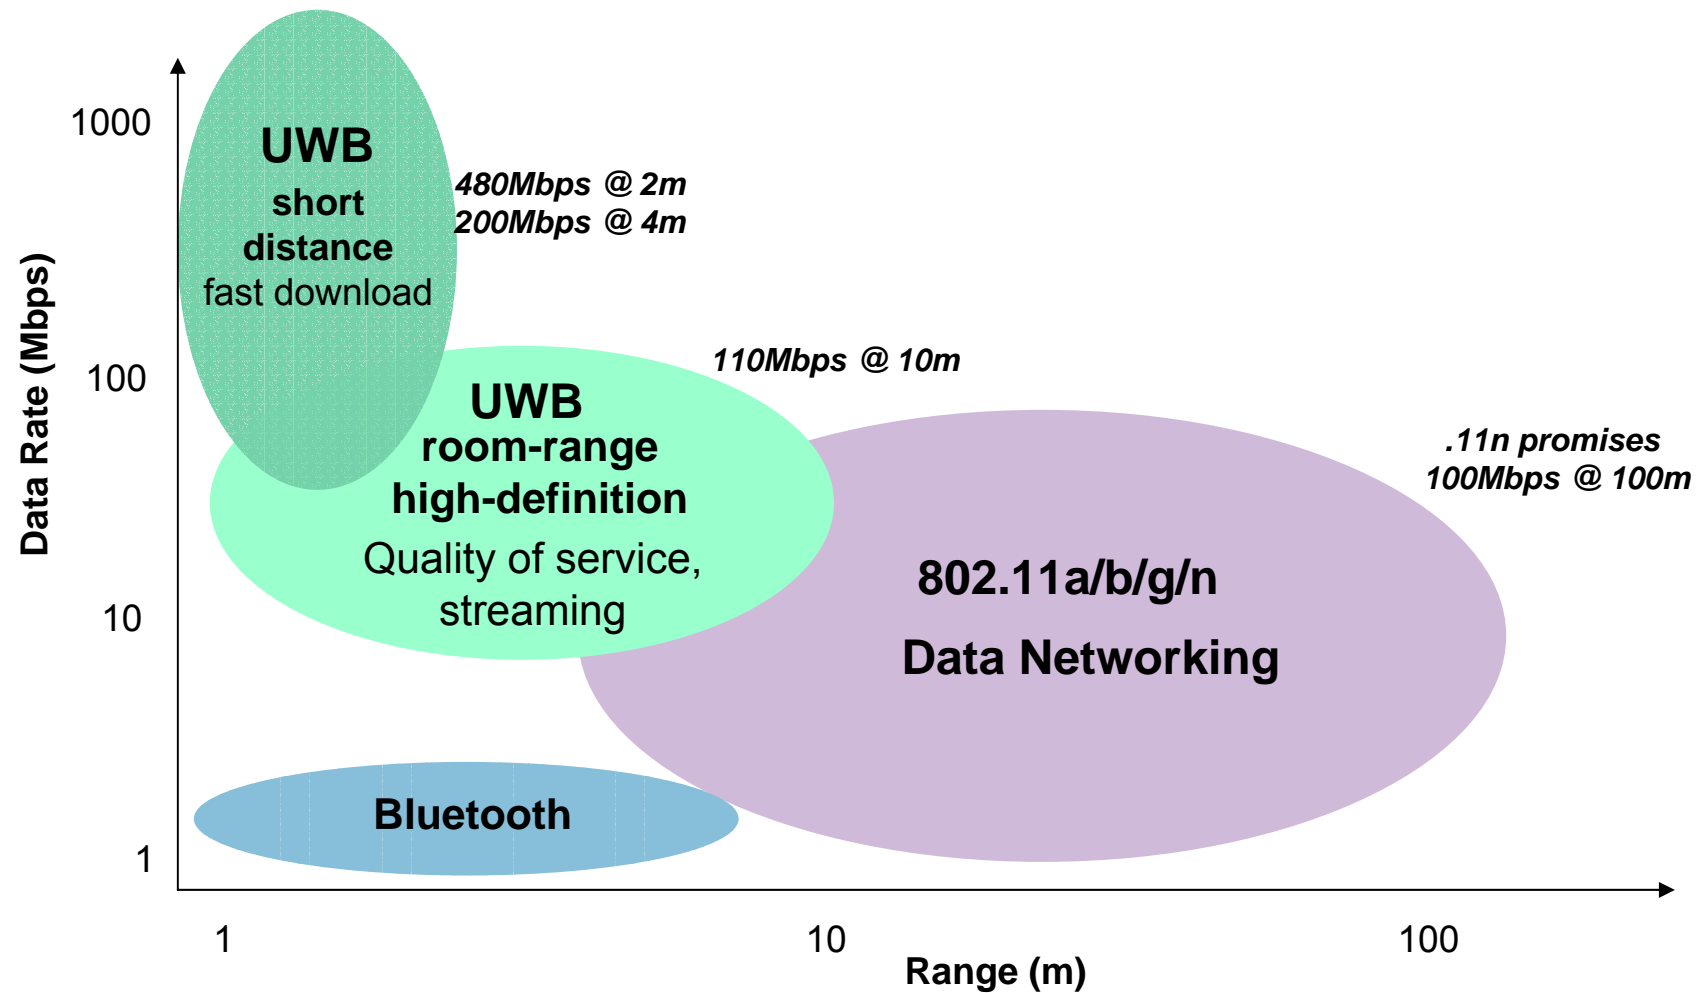 1000
100
10
1
Data Rate (Mbps)
UWB
short
distance
fast download
480Mbps @ 2m
200Mbps @ 4m
UWB
room-range
high-definition
Quality of service,
streaming
110Mbps @ 10m
802.11a/b/g/n
Data Networking
.11n promises
100Mbps @ 100m
Bluetooth
1
10
100
Range (m)